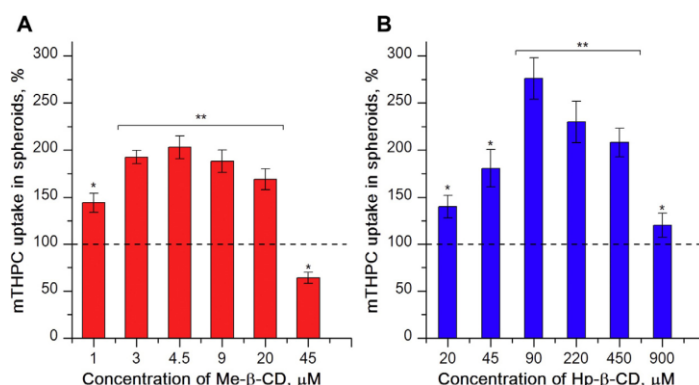 A
mTHPC uptake in spheroids, %
300
250
200
150
100
50
0
*
**
*
1 3 4.5 9 20 45
Concentration of Me-β-CD, μM
B
mTHPC uptake in spheroids, %
300
250
200
150
100
50
0
*
*
**
*
20 45 90 220 450 900
Concentration of Hp-β-CD, μM